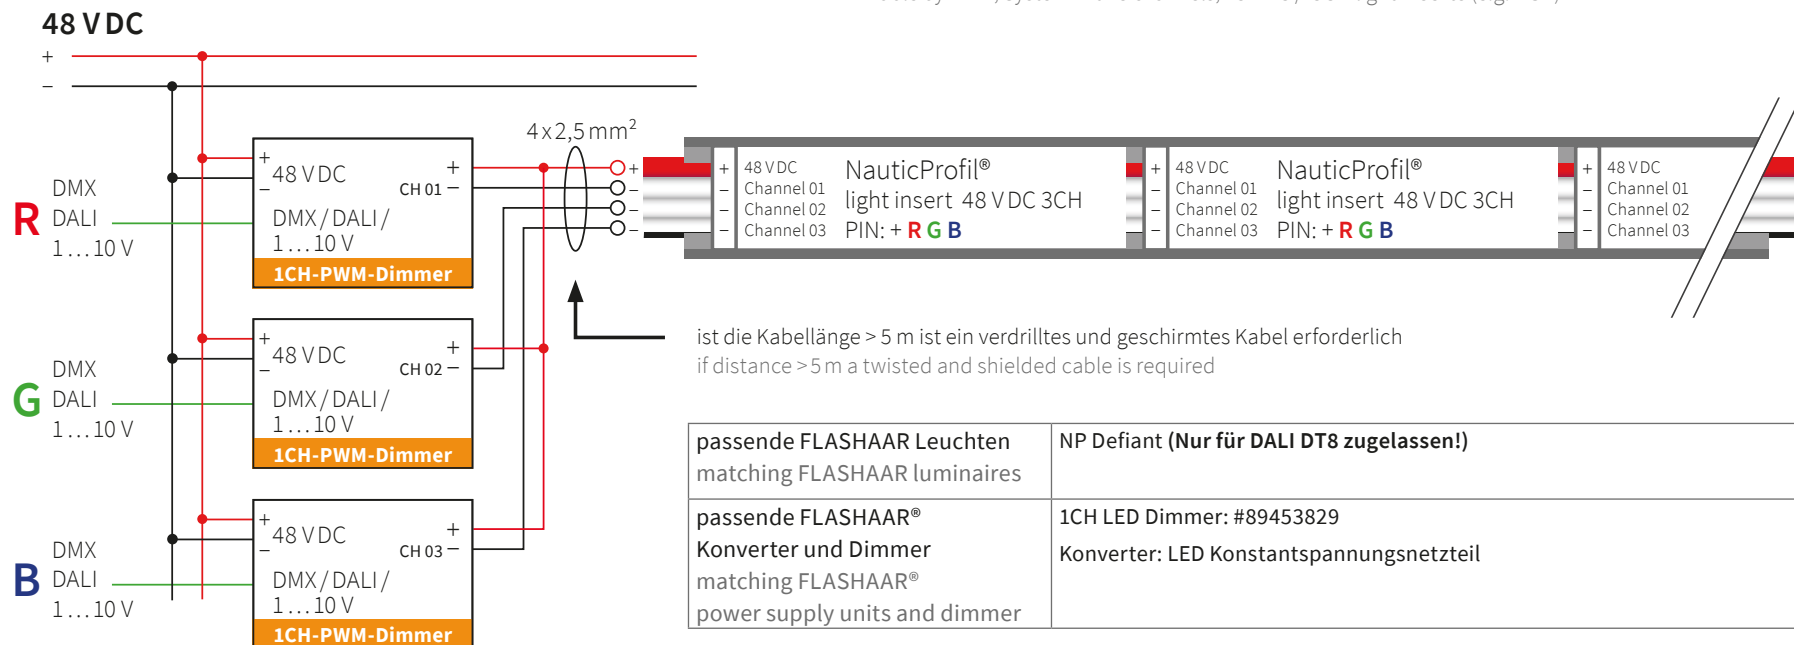 48 V DC
+
−
4 x 2,5 mm²
R
DMX
DALI
1…10 V
+
−
48 V DC
DMX / DALI /
1…10 V
+
CH 01 −
1CH-PWM-Dimmer
G
DMX
DALI
1…10 V
+
−
48 V DC
DMX / DALI /
1…10 V
+
CH 02 −
1CH-PWM-Dimmer
B
DMX
DALI
1…10 V
+
−
48 V DC
DMX / DALI /
1…10 V
+
CH 03 −
1CH-PWM-Dimmer
+
−
−
−
+ 48 V DC
− Channel 01
− Channel 02
− Channel 03
NauticProfil®
light insert 48 V DC 3CH
PIN: + R G B
+ 48 V DC
− Channel 01
− Channel 02
− Channel 03
NauticProfil®
light insert 48 V DC 3CH
PIN: + R G B
+ 48 V DC
− Channel 01
− Channel 02
− Channel 03
ist die Kabellänge > 5 m ist ein verdrilltes und geschirmtes Kabel erforderlich
if distance > 5 m a twisted and shielded cable is required
passende FLASHAAR Leuchten
matching FLASHAAR luminaires
NP Defiant (Nur für DALI DT8 zugelassen!)
passende FLASHAAR®
Konverter und Dimmer
matching FLASHAAR®
power supply units and dimmer
1CH LED Dimmer: #89453829
Konverter: LED Konstantspannungsnetzteil